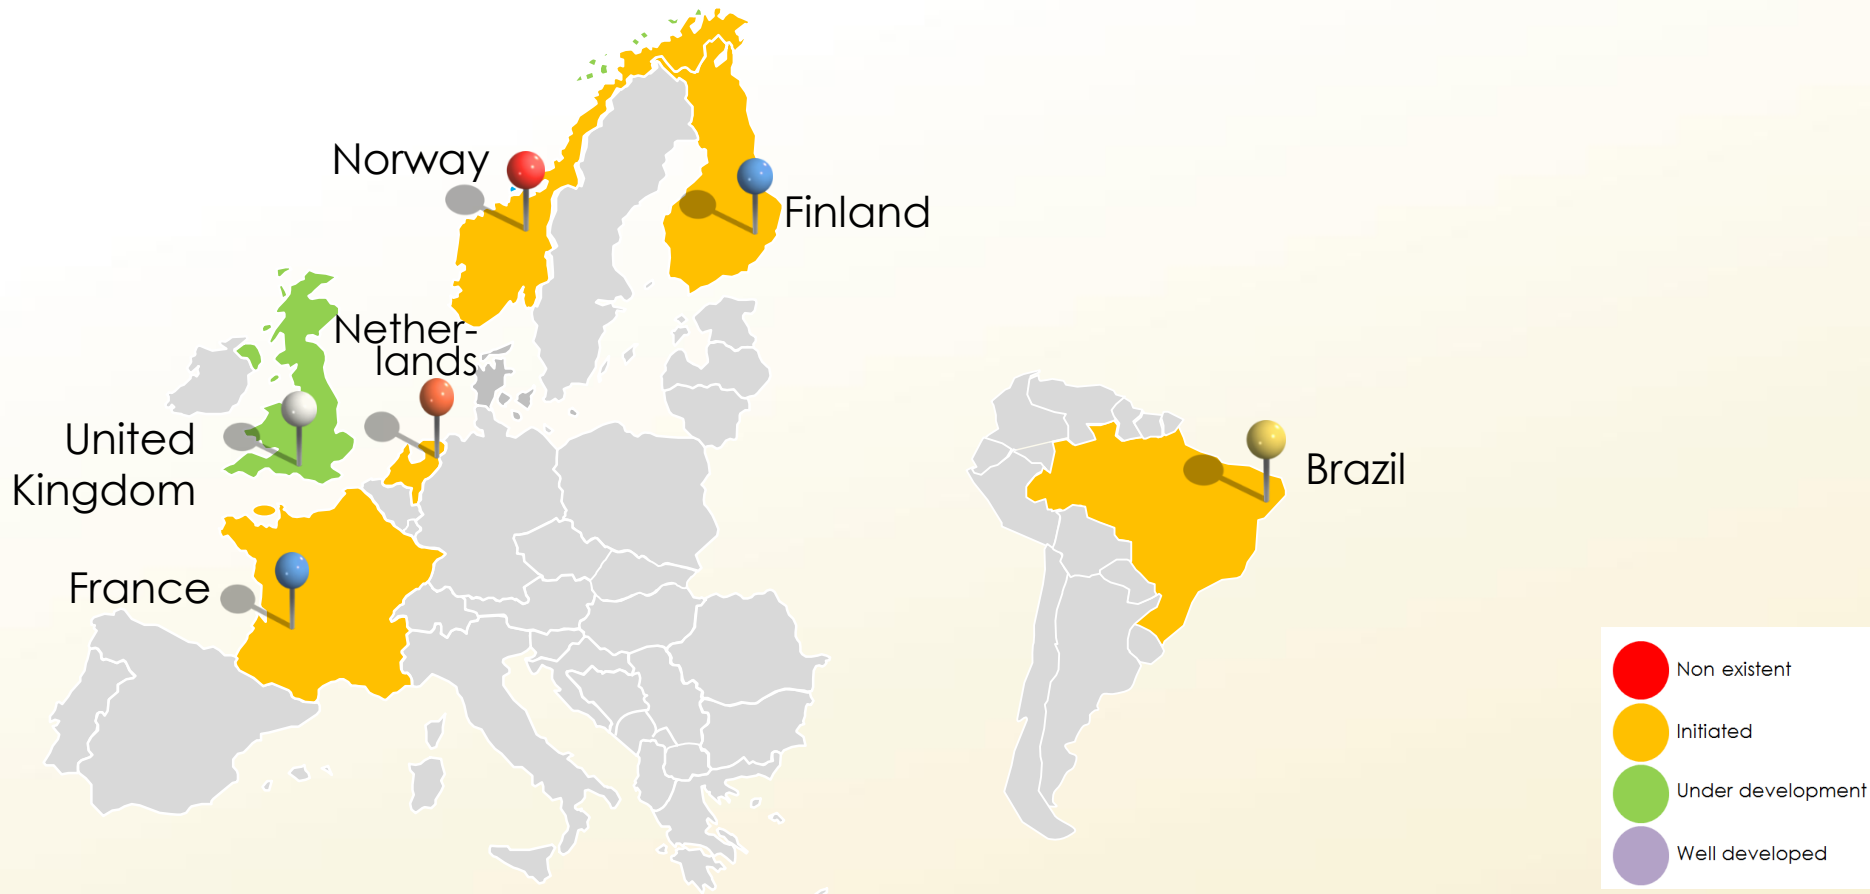 Norway
Finland
Nether-
lands
United
Kingdom
Brazil
France
Non existent
Initiated
Under development
Well developed